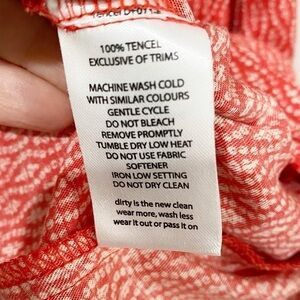 100% TENCEL
EXCLUSIVE OF TRIMS
MACHINE WASH COLD
WITH SIMILAR COLOURS
GENTLE CYCLE
DO NOT BLEACH
REMOVE PROMPTLY
TUMBLE DRY LOW HEAT
DO NOT USE FABRIC
SOFTENER
IRON LOW SETTING
DO NOT DRY CLEAN
dirty is the new clean
wear more, wash less
wear it out or pass it on